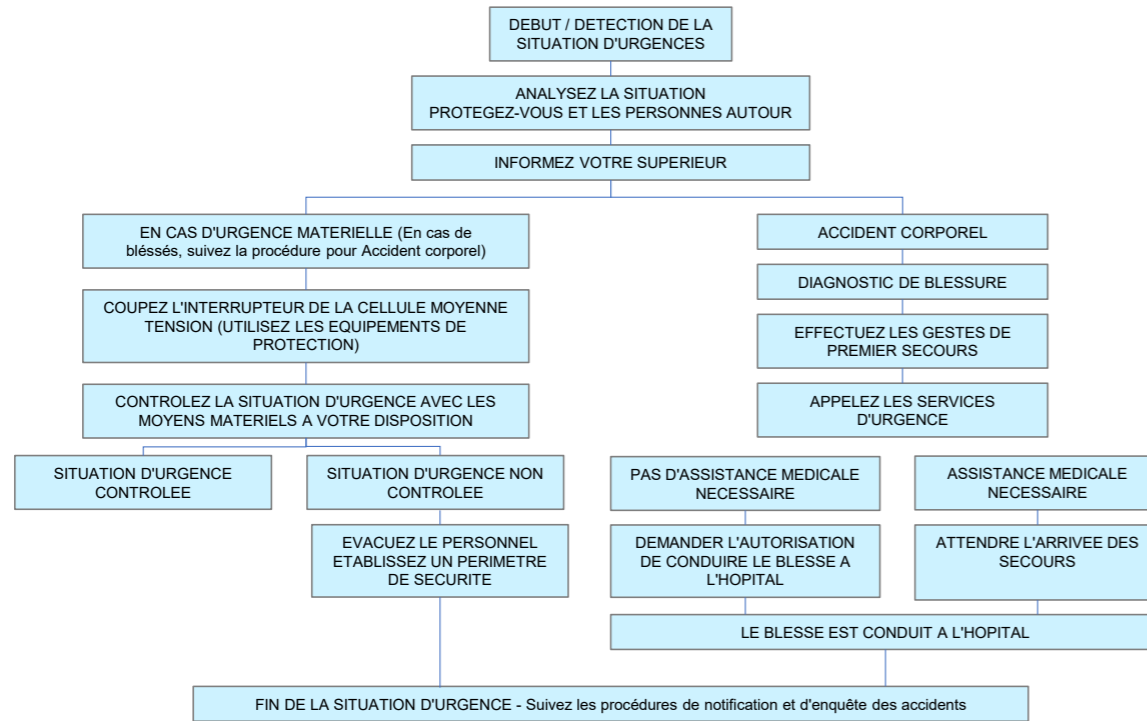 DEBUT / DETECTION DE LA
SITUATION D'URGENCES
ANALYSEZ LA SITUATION
PROTEGEZ-VOUS ET LES PERSONNES AUTOUR
INFORMEZ VOTRE SUPERIEUR
EN CAS D'URGENCE MATERIELLE (En cas de
bléssés, suivez la procédure pour Accident corporel)
COUPEZ L'INTERRUPTEUR DE LA CELLULE MOYENNE
TENSION (UTILISEZ LES EQUIPEMENTS DE
PROTECTION)
CONTROLEZ LA SITUATION D'URGENCE AVEC LES
MOYENS MATERIELS A VOTRE DISPOSITION
SITUATION D'URGENCE
CONTROLEE
SITUATION D'URGENCE NON
CONTROLEE
EVACUEZ LE PERSONNEL
ETABLISSEZ UN PERIMETRE
DE SECURITE
ACCIDENT CORPOREL
DIAGNOSTIC DE BLESSURE
EFFECTUEZ LES GESTES DE
PREMIER SECOURS
APPELEZ LES SERVICES
D'URGENCE
PAS D'ASSISTANCE MEDICALE
NECESSAIRE
DEMANDER L'AUTORISATION
DE CONDUIRE LE BLESSE A
L'HOPITAL
ASSISTANCE MEDICALE
NECESSAIRE
ATTENDRE L'ARRIVEE DES
SECOURS
LE BLESSE EST CONDUIT A L'HOPITAL
FIN DE LA SITUATION D'URGENCE - Suivez les procédures de notification et d'enquête des accidents